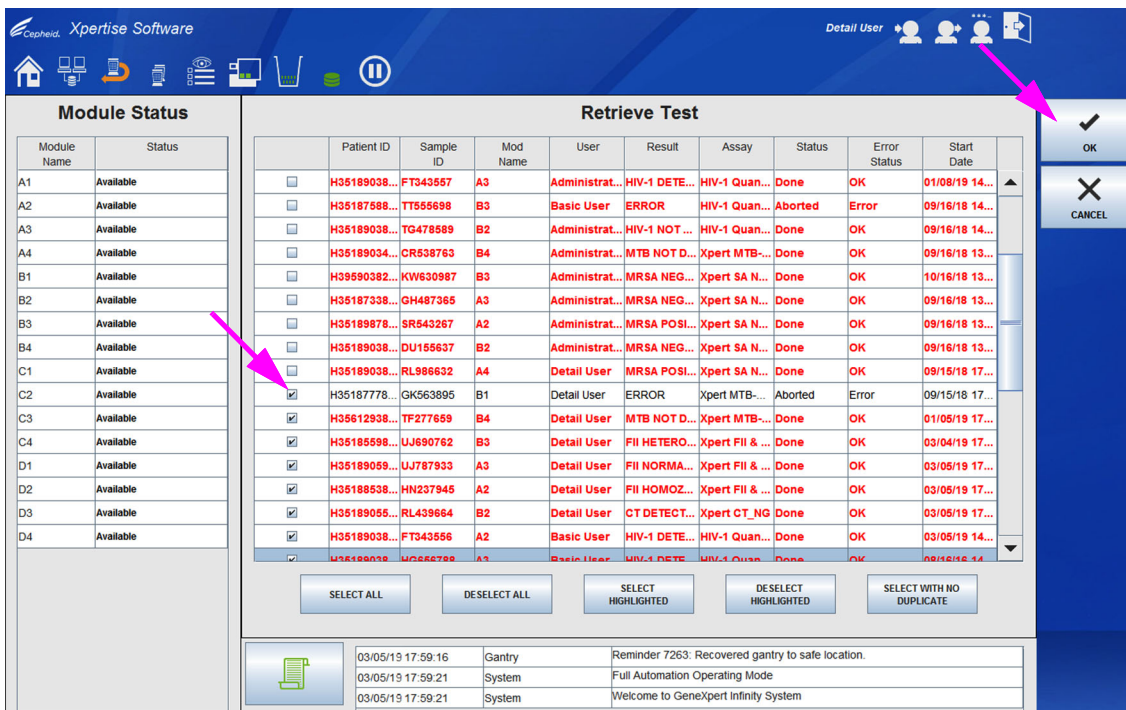 Cepheid. Xpertise Software
Detail User
Module Status
Module Name Status
A1 Available
A2 Available
A3 Available
A4 Available
B1 Available
B2 Available
B3 Available
B4 Available
C1 Available
C2 Available
C3 Available
C4 Available
D1 Available
D2 Available
D3 Available
D4 Available
Retrieve Test
Patient ID Sample ID Mod Name User Result Assay Status Error Status Start Date
H35189038... FT343557 A3 Administrat... HIV-1 DETE... HIV-1 Quan... Done OK 01/08/19 14...
H35187588... TT555698 B3 Basic User ERROR HIV-1 Quan... Aborted Error 09/16/18 14...
H35189038... TG478589 B2 Administrat... HIV-1 NOT ... HIV-1 Quan... Done OK 09/16/18 14...
H35189034... CR538763 B4 Administrat... MTB NOT D... Xpert MTB-... Done OK 09/16/18 13...
H39590382... KW630987 B3 Administrat... MRSA NEG... Xpert SA N... Done OK 10/16/18 13...
H35187338... GH487365 A3 Administrat... MRSA NEG... Xpert SA N... Done OK 09/16/18 13...
H35189878... SR543267 A2 Administrat... MRSA POSI... Xpert SA N... Done OK 09/16/18 13...
H35189038... DU155637 B2 Administrat... MRSA NEG... Xpert SA N... Done OK 09/16/18 13...
H35189038... RL986632 A4 Detail User MRSA POSI... Xpert SA N... Done OK 09/15/18 17...
H35187778... GK563895 B1 Detail User ERROR Xpert MTB-... Aborted Error 09/15/18 17...
H35612938... TF277659 B4 Detail User MTB NOT D... Xpert MTB-... Done OK 01/05/19 17...
H35185598... UJ690762 B3 Detail User FII HETERO... Xpert FII & ... Done OK 03/04/19 17...
H35189059... UJ787933 A3 Detail User FII NORMA... Xpert FII & ... Done OK 03/05/19 17...
H35188538... HN237945 A2 Detail User FII HOMOZ... Xpert FII & ... Done OK 03/05/19 17...
H35189055... RL439664 B2 Detail User CT DETECT... Xpert CT_NG Done OK 03/05/19 17...
H35189038... FT343556 A2 Basic User HIV-1 DETE... HIV-1 Quan... Done OK 03/05/19 14...
H35189038... HG656788 A3 Basic User HIV-1 DETE... HIV-1 Quan... Done OK 08/16/16 14...
SELECT ALL
DESELECT ALL
SELECT HIGHLIGHTED
DESELECT HIGHLIGHTED
SELECT WITH NO DUPLICATE
OK
CANCEL
03/05/19 17:59:16 Gantry Reminder 7263: Recovered gantry to safe location.
03/05/19 17:59:21 System Full Automation Operating Mode
03/05/19 17:59:21 System Welcome to GeneXpert Infinity System